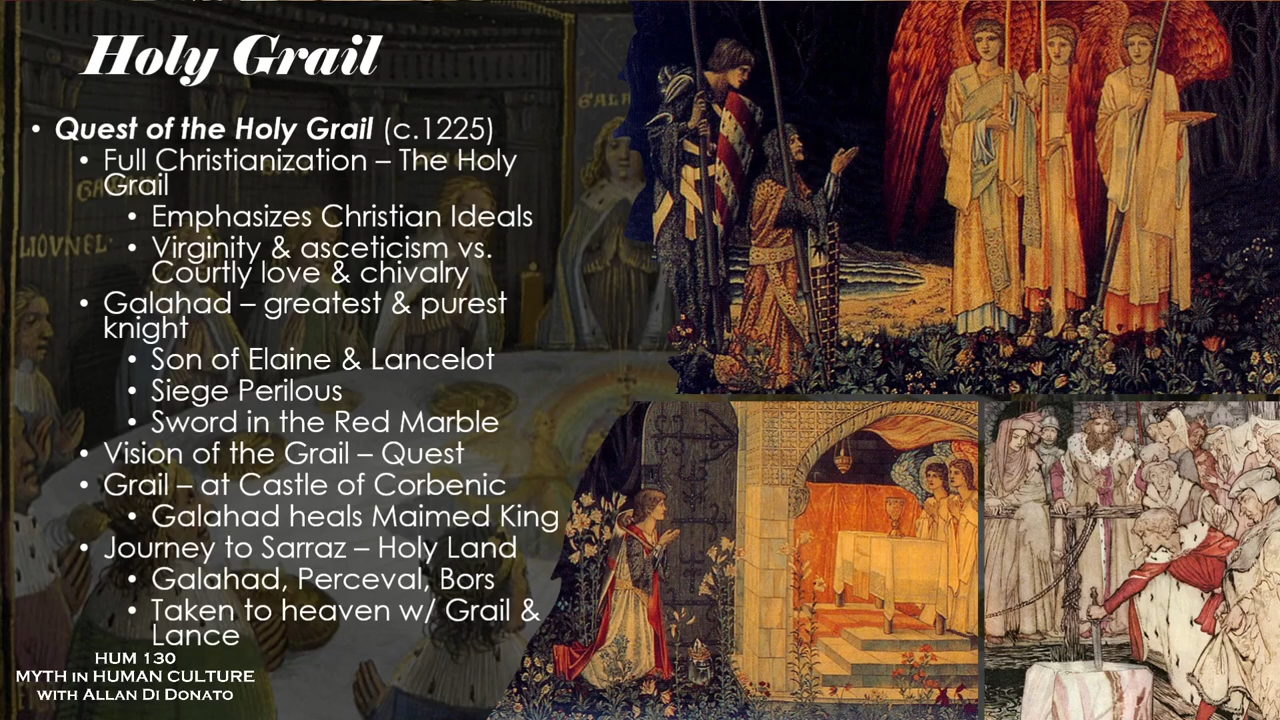 Holy Grail
• Quest of the Holy Grail (c.1225)
• Full Christianization – The Holy
Grail
• Emphasizes Christian Ideals
• Virginity & asceticism vs.
Courtly love & chivalry
• Galahad – greatest & purest
knight
• Son of Elaine & Lancelot
• Siege Perilous
• Sword in the Red Marble
• Vision of the Grail – Quest
• Grail – at Castle of Corbenic
• Galahad heals Maimed King
• Journey to Sarraz – Holy Land
• Galahad, Perceval, Bors
• Taken to heaven w/ Grail &
Lance
HUM 130
MYTH IN HUMAN CULTURE
WITH ALLAN DI DONATO
LIOVNEL
GALA